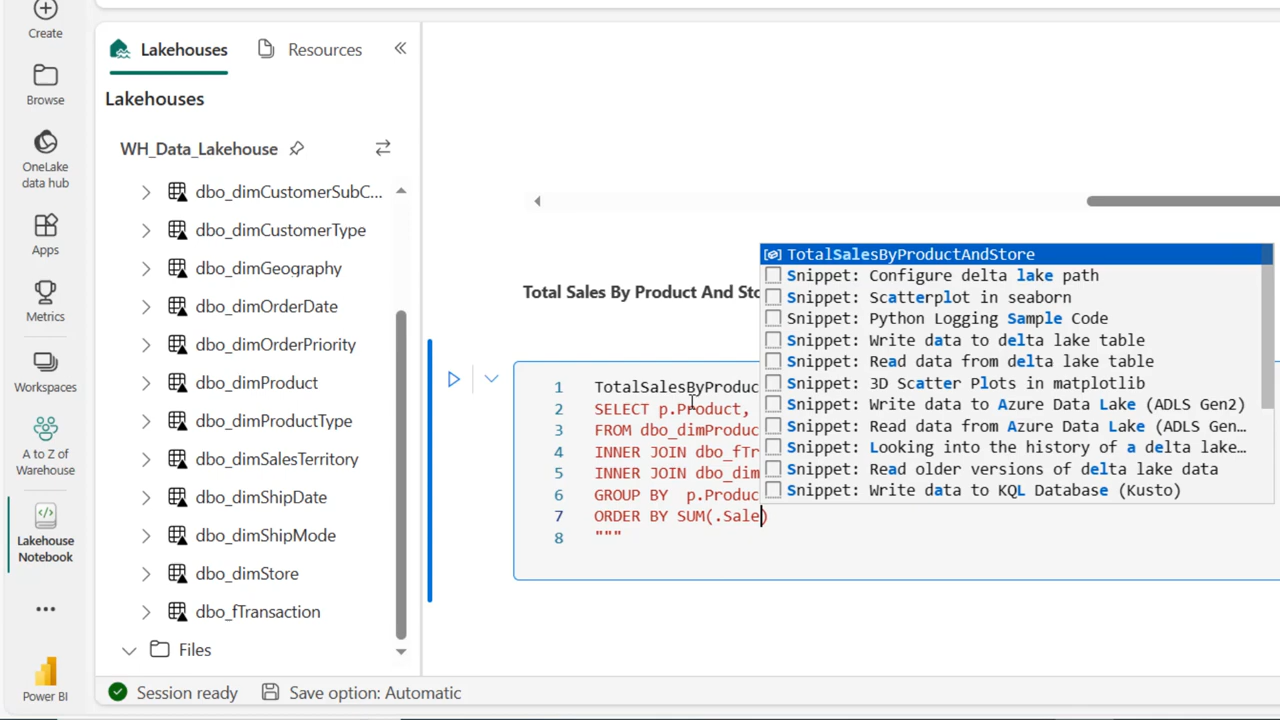 Create
Browse
OneLake
data hub
Apps
Metrics
Workspaces
A to Z of
Warehouse
Lakehouse
Notebook
Power BI
Lakehouses
Resources
Lakehouses
WH_Data_Lakehouse
dbo_dimCustomerSubC...
dbo_dimCustomerType
dbo_dimGeography
dbo_dimOrderDate
dbo_dimOrderPriority
dbo_dimProduct
dbo_dimProductType
dbo_dimSalesTerritory
dbo_dimShipDate
dbo_dimShipMode
dbo_dimStore
dbo_fTransaction
Files
Session ready
Save option: Automatic
Total Sales By Product And Sto
1 TotalSalesByProduc
2 SELECT p.Product,
3 FROM dbo_dimProduc
4 INNER JOIN dbo_fTr
5 INNER JOIN dbo_dim
6 GROUP BY  p.Produc
7 ORDER BY SUM(.Sale)
8 """
TotalSalesByProductAndStore
Snippet: Configure delta lake path
Snippet: Scatterplot in seaborn
Snippet: Python Logging Sample Code
Snippet: Write data to delta lake table
Snippet: Read data from delta lake table
Snippet: 3D Scatter Plots in matplotlib
Snippet: Write data to Azure Data Lake (ADLS Gen2)
Snippet: Read data from Azure Data Lake (ADLS Gen…
Snippet: Looking into the history of a delta lake…
Snippet: Read older versions of delta lake data
Snippet: Write data to KQL Database (Kusto)